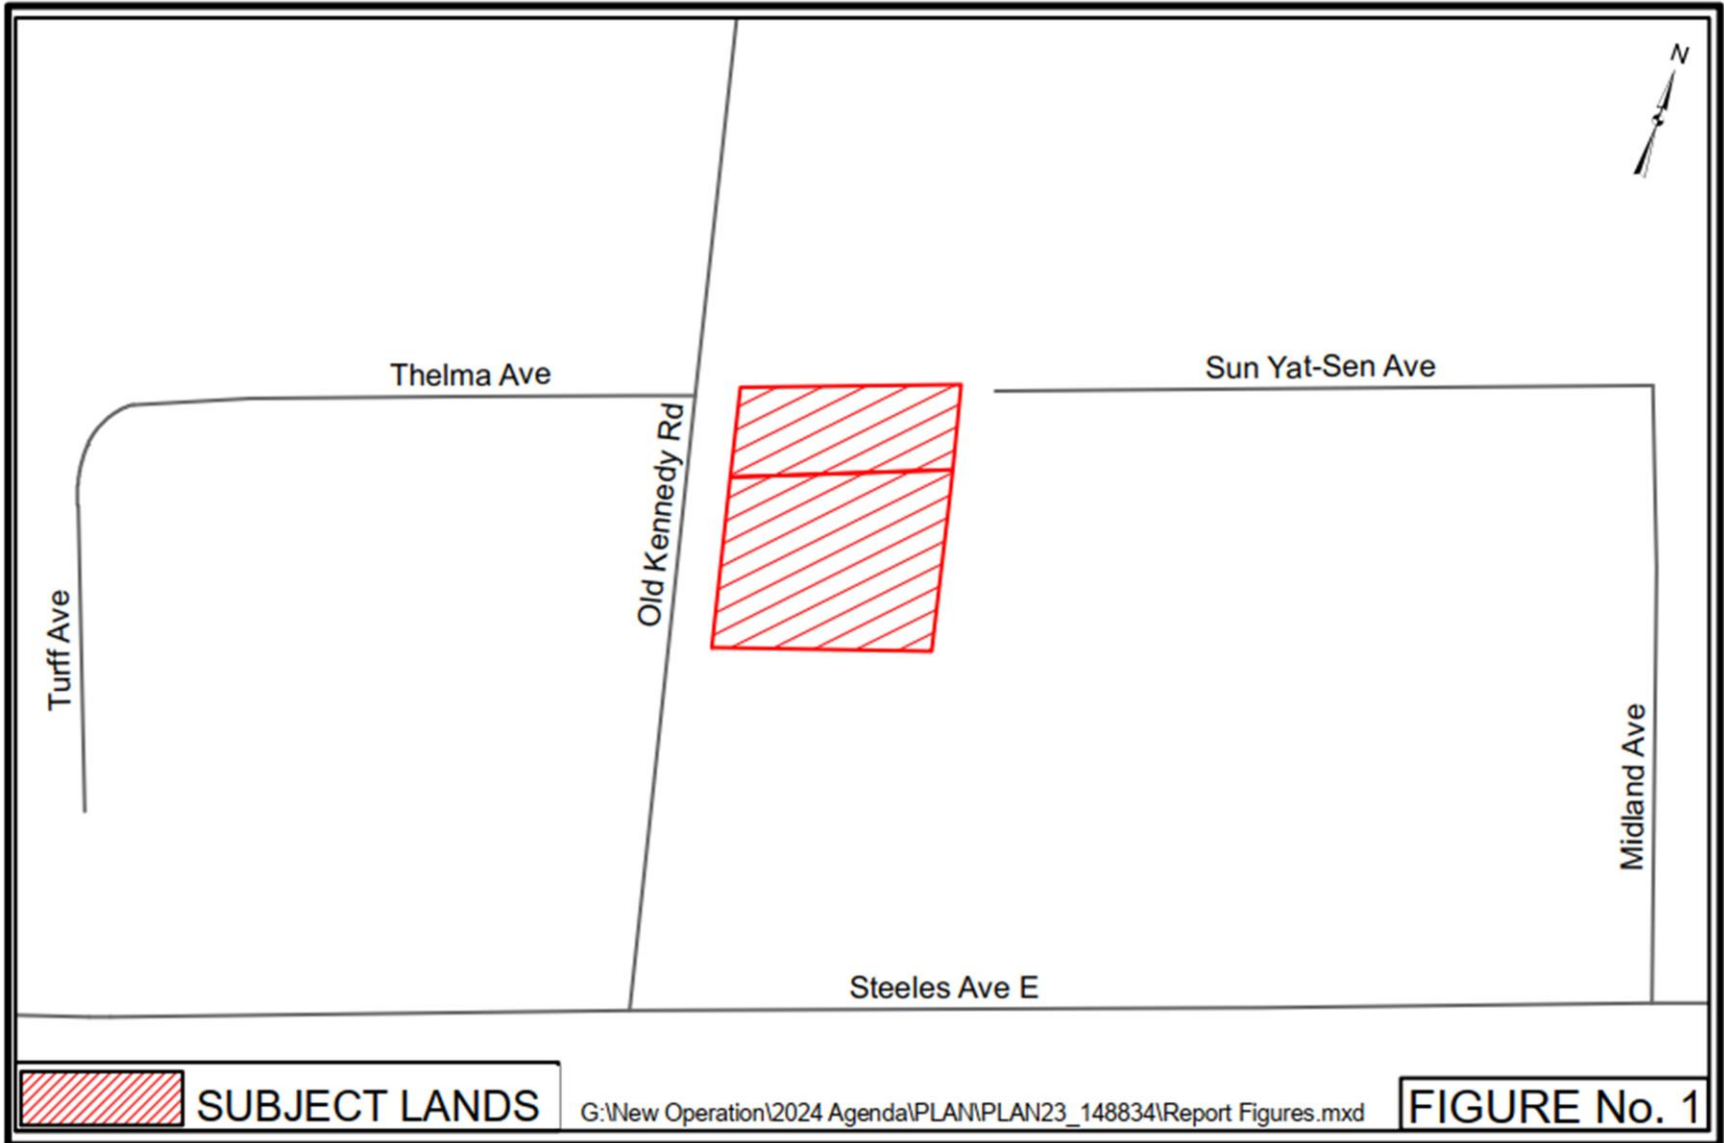 N
Thelma Ave
Sun Yat-Sen Ave
Old Kennedy Rd
Turff Ave
Midland Ave
Steeles Ave E
SUBJECT LANDS
G:\New Operation\2024 Agenda\PLAN\PLAN23_148834\Report Figures.mxd
FIGURE No. 1